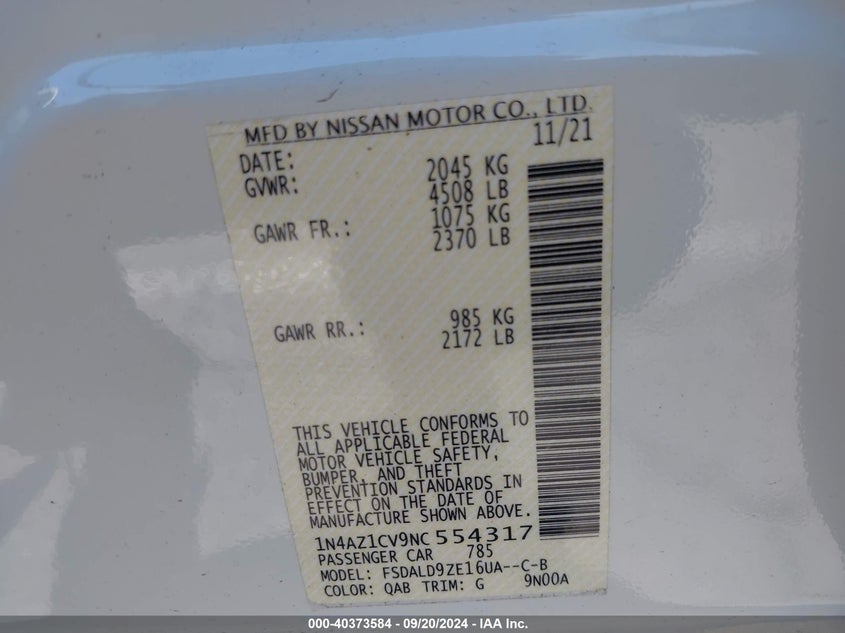 MFD BY NISSAN MOTOR CO., LTD.
DATE: 11/21
GVWR: 2045 KG
4508 LB
GAWR FR.: 1075 KG
2370 LB
GAWR RR.: 985 KG
2172 LB
THIS VEHICLE CONFORMS TO
ALL APPLICABLE FEDERAL
MOTOR VEHICLE SAFETY,
BUMPER, AND THEFT
PREVENTION STANDARDS IN
EFFECT ON THE DATE OF
MANUFACTURE SHOWN ABOVE.
1N4AZ1CV9NC554317
PASSENGER CAR 785
MODEL: FSDALD9ZE16UA--C-B
COLOR: QAB TRIM: G 9N00A
000-40373584 - 09/20/2024 - IAA Inc.